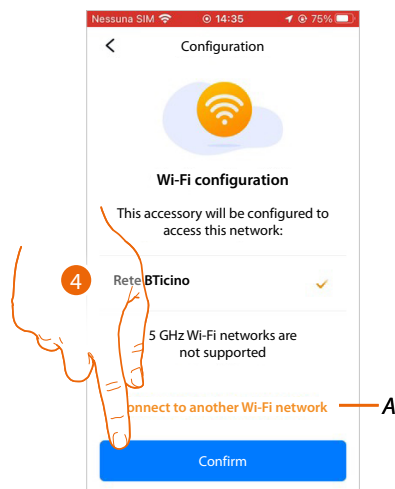 Nessuna SIM 14:35 75%
Configuration
Wi-Fi configuration
This accessory will be configured to
access this network:
4
Rete BTicino
5 GHz Wi-Fi networks are
not supported
onnect to another Wi-Fi network A
Confirm